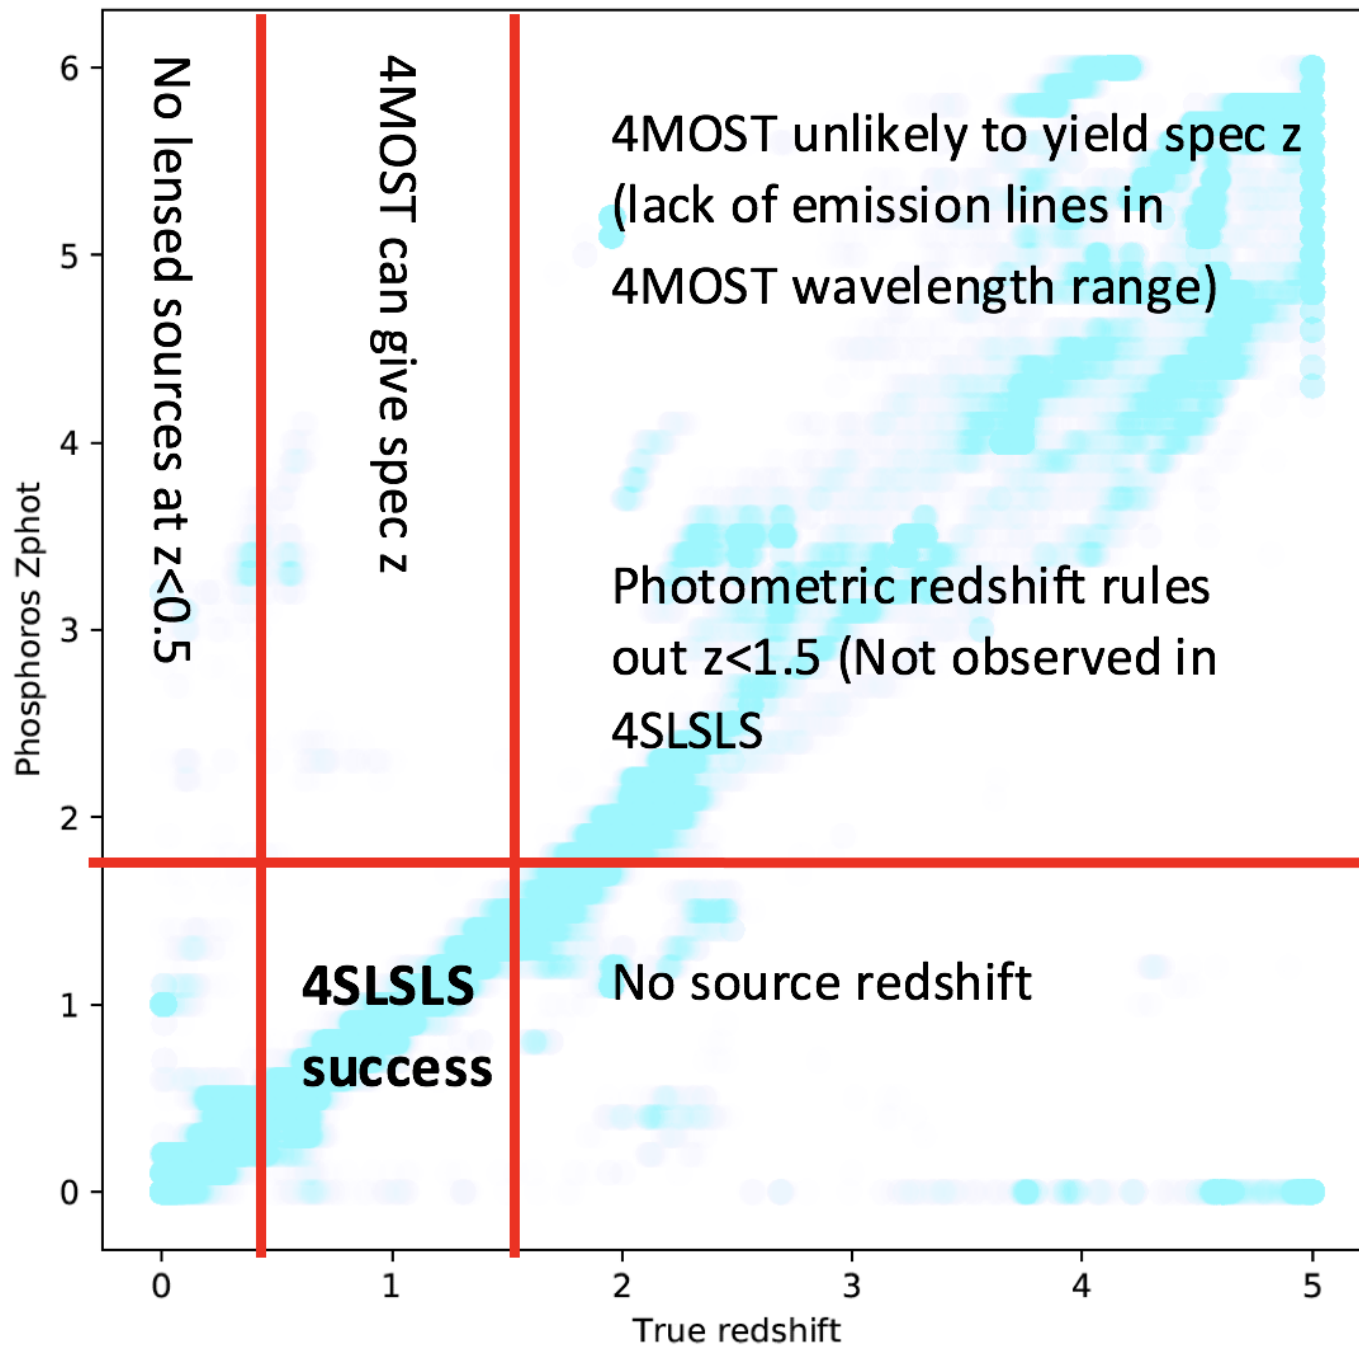 No lensed sources at z<0.5
4MOST can give spec z
4MOST unlikely to yield spec z
(lack of emission lines in
4MOST wavelength range)
Photometric redshift rules
out z<1.5 (Not observed in
4SLSLS
4SLSLS
success
No source redshift
Phosphoros Zphot
6
5
4
3
2
1
0
0 1 2 3 4 5
True redshift